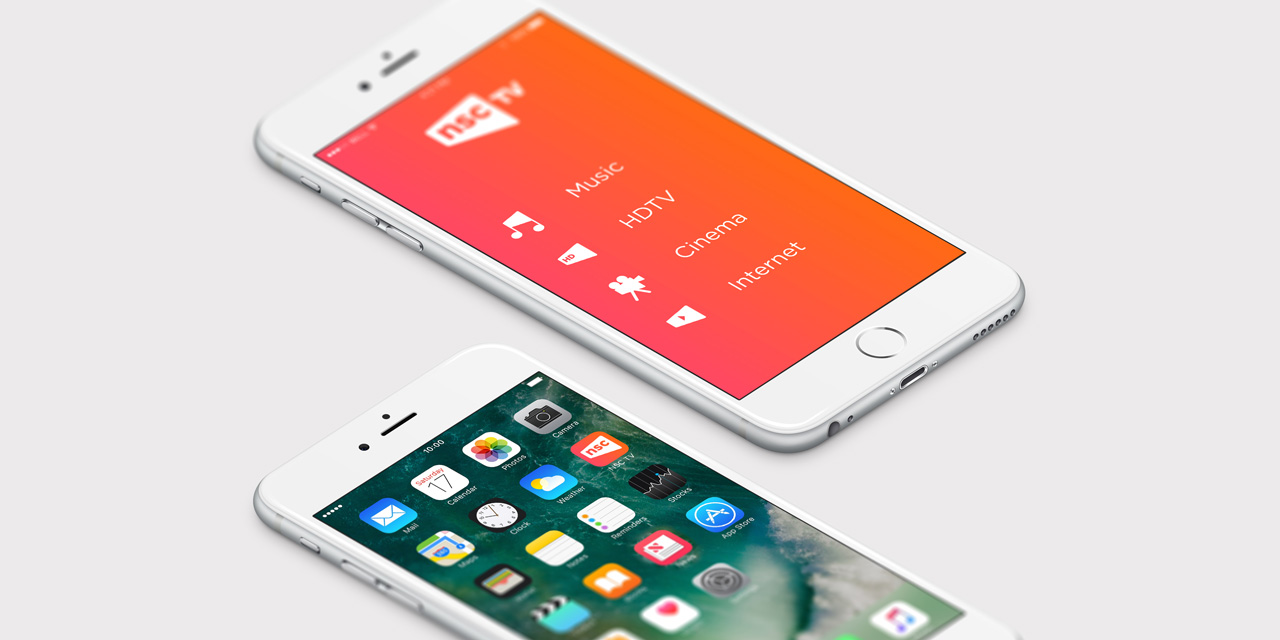 nsc TV
Music
HDTV
HD
Cinema
Internet
10:00
Camera
Photos
nsc
NSC TV
Saturday
17
Calendar
Weather
Stocks
Mail
Clock
Reminders
App Store
Maps
Notes
News